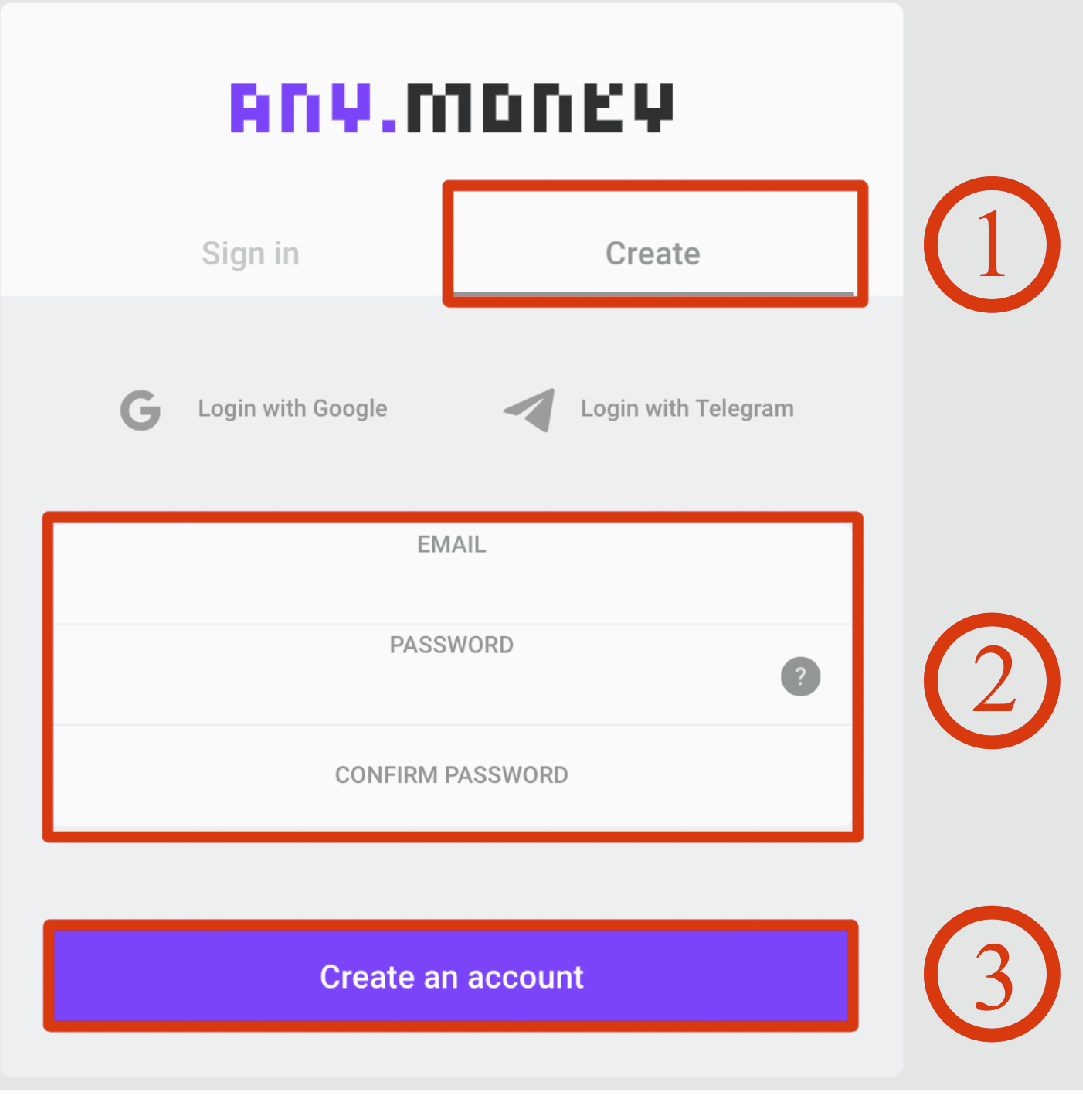 ANY.MONEY
1
Sign in Create
Login with Google Login with Telegram
EMAIL
PASSWORD
?
2
CONFIRM PASSWORD
Create an account
3